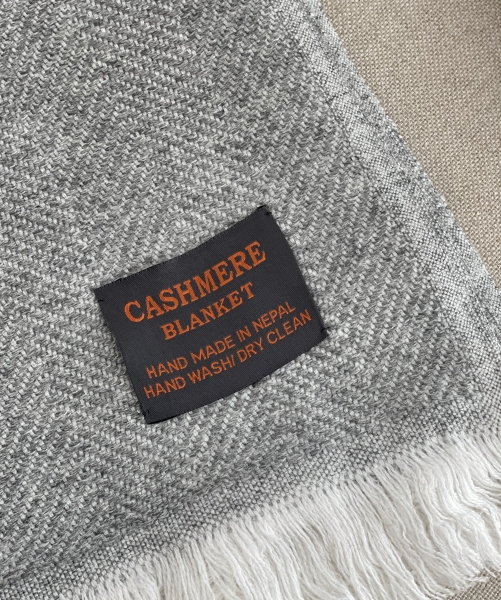 CASHMERE
BLANKET
HAND MADE IN NEPAL
HAND WASH/ DRY CLEAN